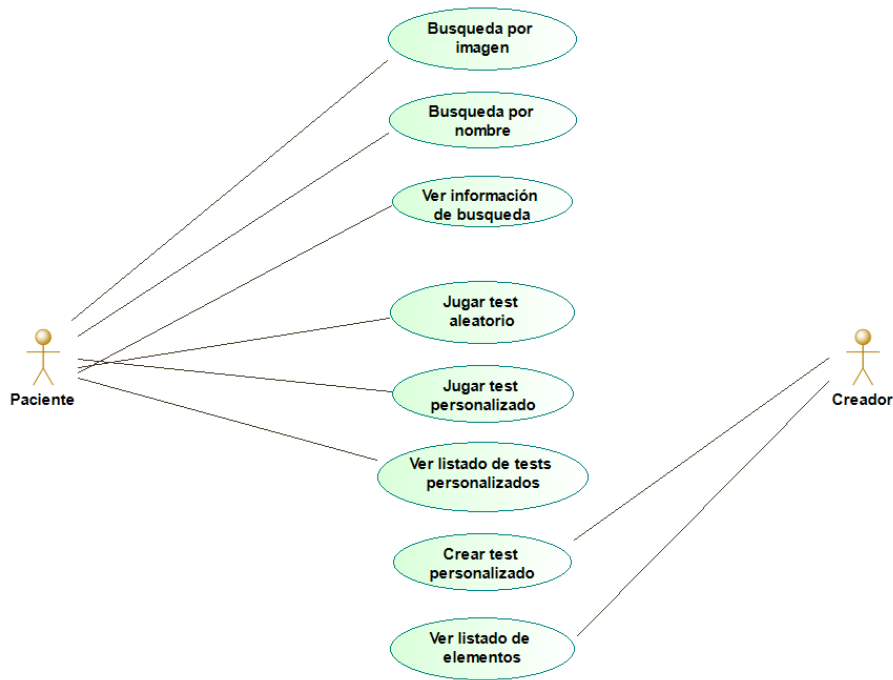 Busqueda por
imagen
Busqueda por
nombre
Ver información
de busqueda
Jugar test
aleatorio
Paciente
Creador
Jugar test
personalizado
Ver listado de tests
personalizados
Crear test
personalizado
Ver listado de
elementos